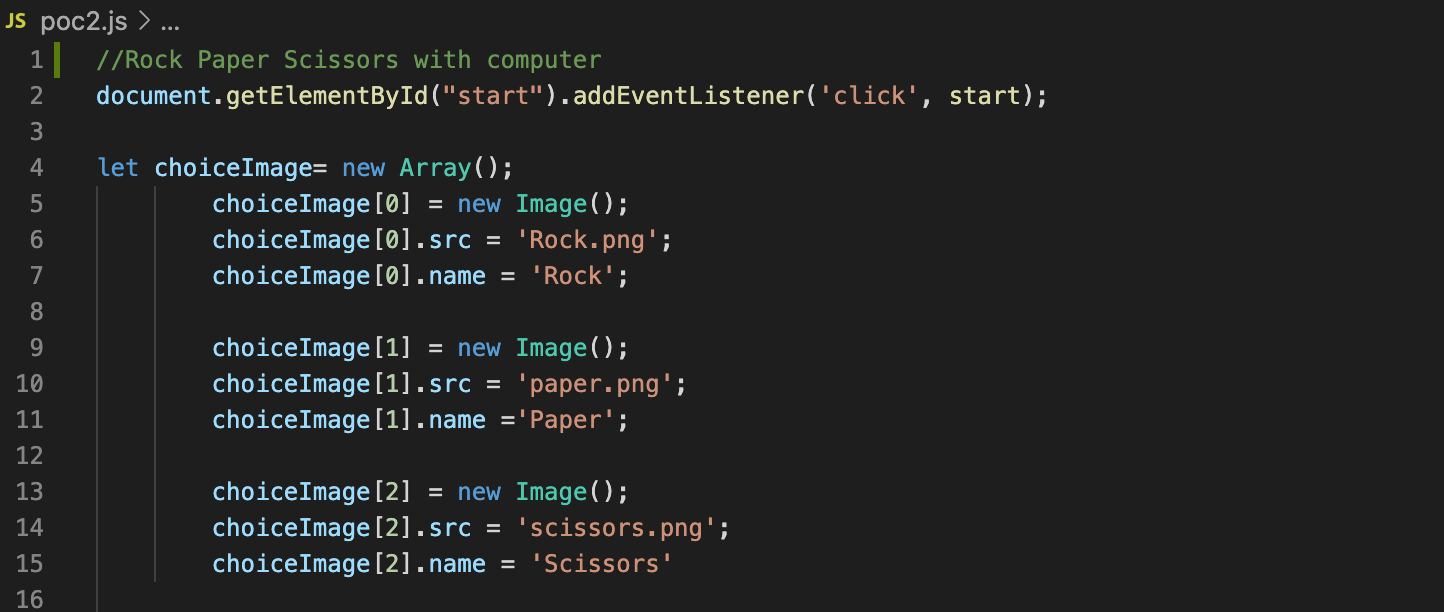 JS poc2.js > ...
1 //Rock Paper Scissors with computer
2 document.getElementById("start").addEventListener('click', start);
3
4 let choiceImage= new Array();
5 choiceImage[0] = new Image();
6 choiceImage[0].src = 'Rock.png';
7 choiceImage[0].name = 'Rock';
8
9 choiceImage[1] = new Image();
10 choiceImage[1].src = 'paper.png';
11 choiceImage[1].name ='Paper';
12
13 choiceImage[2] = new Image();
14 choiceImage[2].src = 'scissors.png';
15 choiceImage[2].name = 'Scissors'
16